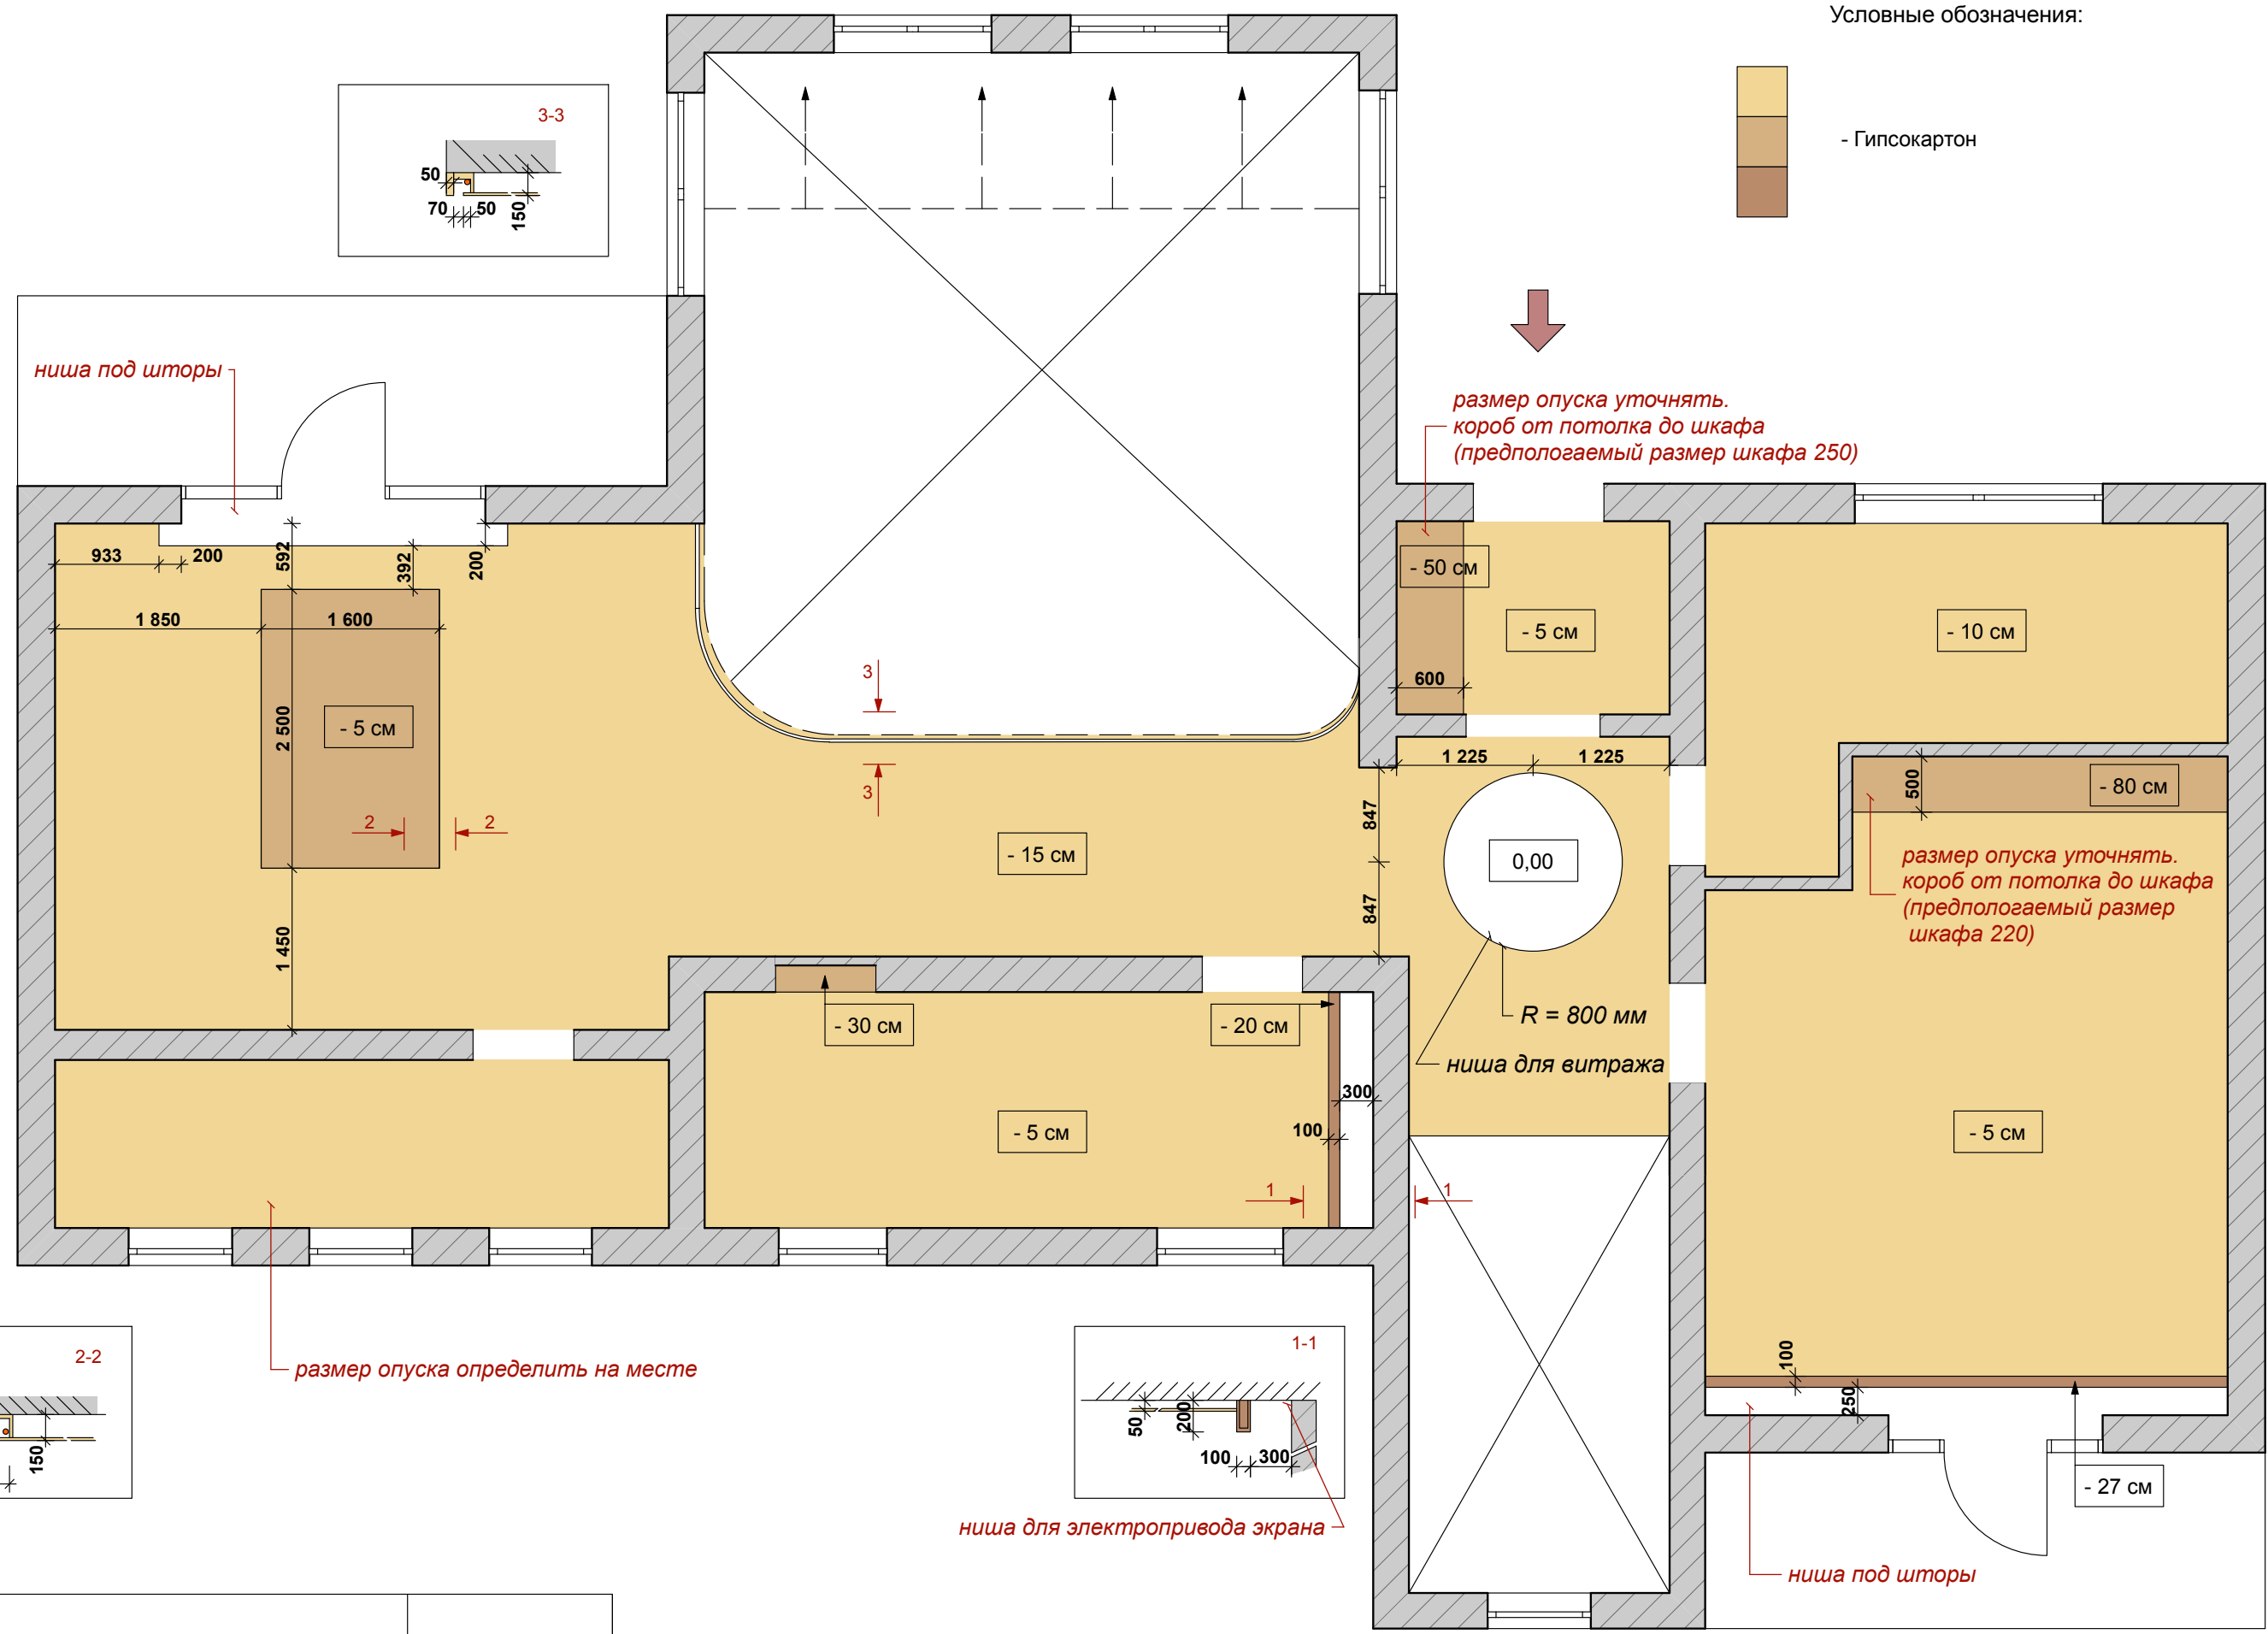 Условные обозначения:
- Гипсокартон
3-3
50
70
50
150
ниша под шторы
размер опуска уточнять.
короб от потолка до шкафа
(предпологаемый размер шкафа 250)
933
200
592
392
200
- 50 см
- 5 см
- 10 см
1 850
1 600
600
3
2 500
- 5 см
3
2
2
1 225
1 225
500
- 80 см
847
847
- 15 см
0,00
размер опуска уточнять.
короб от потолка до шкафа
(предпологаемый размер
шкафа 220)
1 450
- 30 см
- 20 см
R = 800 мм
ниша для витража
300
100
- 5 см
- 5 см
1
1
2-2
150
размер опуска определить на месте
1-1
50
200
100
300
ниша для электропривода экрана
100
250
- 27 см
ниша под шторы